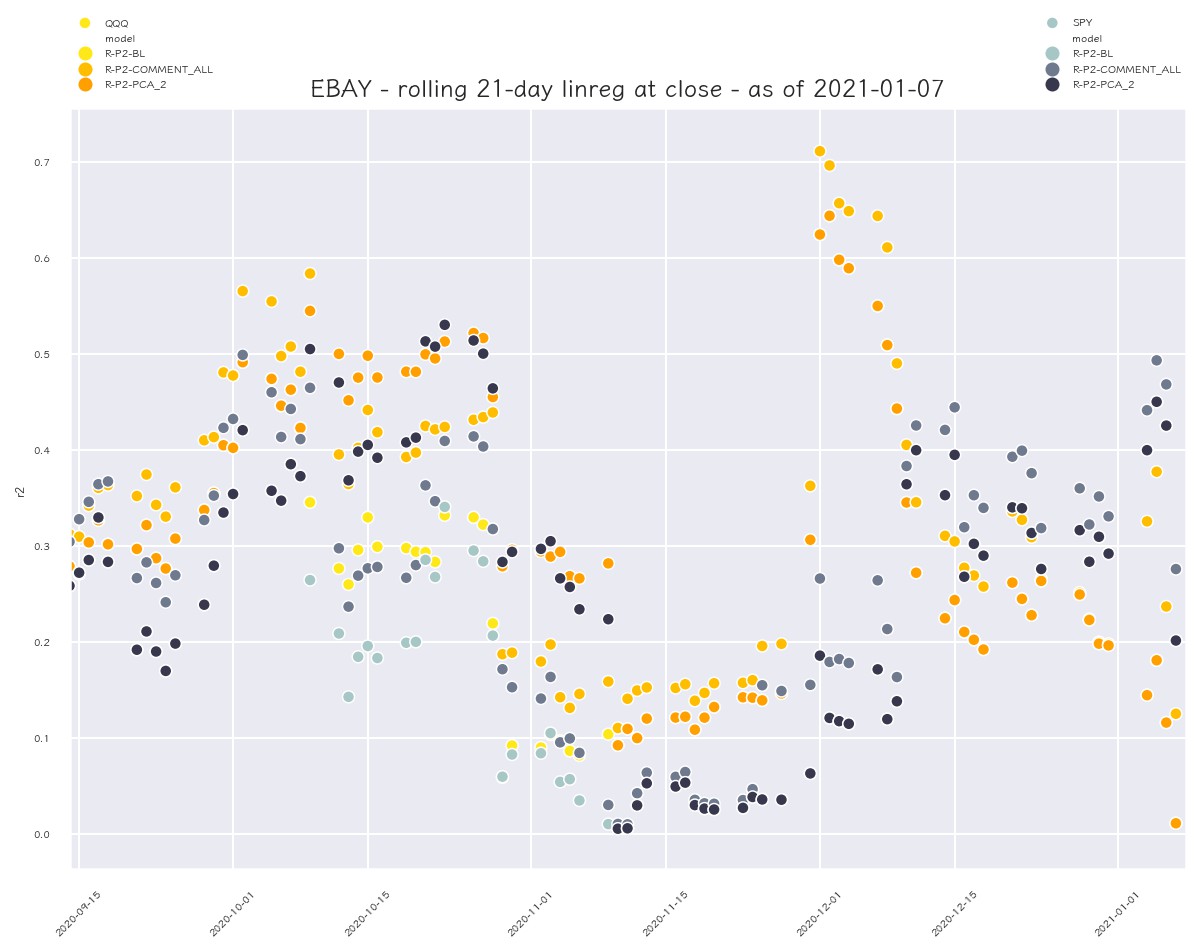 QQQ
model
R-P2-BL
R-P2-COMMENT_ALL
R-P2-PCA_2
SPY
model
R-P2-BL
R-P2-COMMENT_ALL
R-P2-PCA_2
EBAY - rolling 21-day linreg at close - as of 2021-01-07
0.7
0.6
0.5
0.4
0.3
0.2
0.1
0.0
r2
2020-09-15
2020-10-01
2020-10-15
2020-11-01
2020-11-15
2020-12-01
2020-12-15
2021-01-01